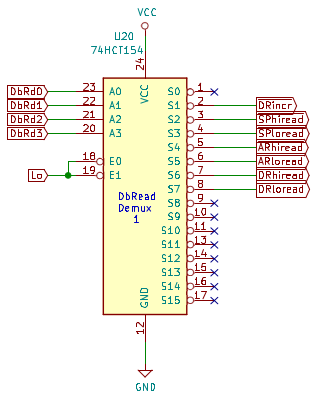 VCC
U20
74HCT154
24
VCC
DbRd0 23 A0 S0 1
DbRd1 22 A1 S1 2 DRincr
DbRd2 21 A2 S2 3 SPhiread
DbRd3 20 A3 S3 4 SPloread
S4 5 ARhiread
18 E0 S5 6 ARloread
Lo 19 E1 S6 7 DRhiread
S7 8 DRloread
DbRead S8 9
Demux S9 10
1 S10 11
S11 13
S12 14
S13 15
S14 16
S15 17
GND
12
GND